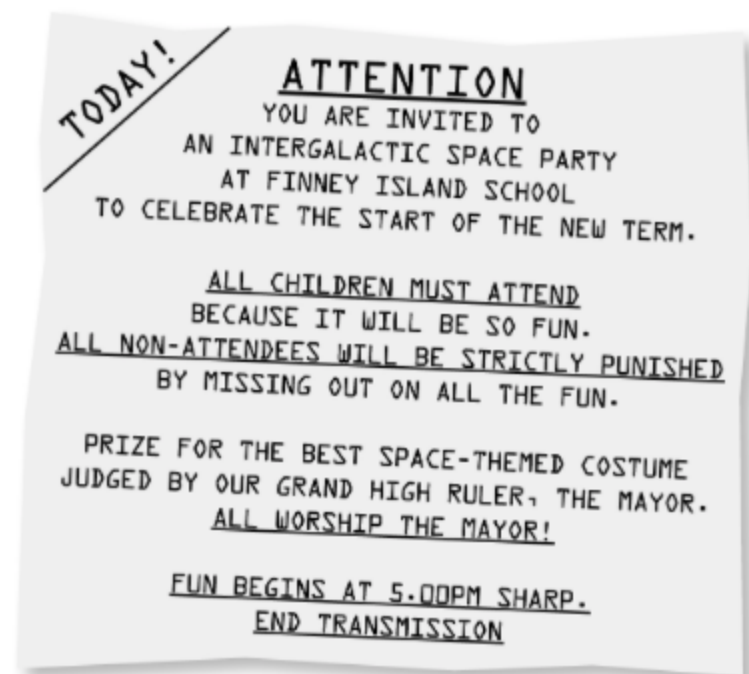 TODAY!
ATTENTION
YOU ARE INVITED TO
AN INTERGALACTIC SPACE PARTY
AT FINNEY ISLAND SCHOOL
TO CELEBRATE THE START OF THE NEW TERM.
ALL CHILDREN MUST ATTEND
BECAUSE IT WILL BE SO FUN.
ALL NON-ATTENDEES WILL BE STRICTLY PUNISHED
BY MISSING OUT ON ALL THE FUN.
PRIZE FOR THE BEST SPACE-THEMED COSTUME
JUDGED BY OUR GRAND HIGH RULER, THE MAYOR.
ALL WORSHIP THE MAYOR!
FUN BEGINS AT 5.00PM SHARP.
END TRANSMISSION